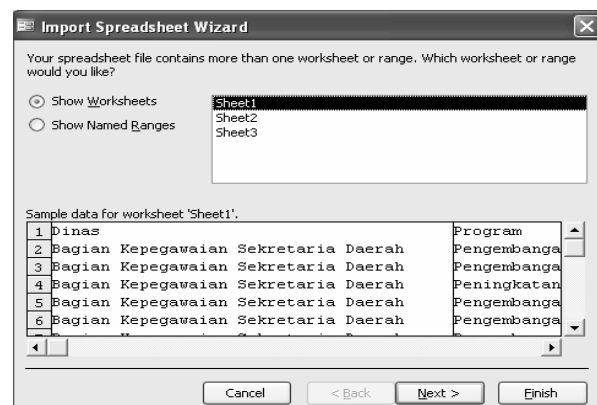 Import Spreadsheet Wizard
Your spreadsheet file contains more than one worksheet or range. Which worksheet or range
would you like?
Show Worksheets
Show Named Ranges
Sheet1
Sheet2
Sheet3
Sample data for worksheet 'Sheet1'.
1 Dinas Program
2 Bagian Kepegawaian Sekretaria Daerah Pengembanga
3 Bagian Kepegawaian Sekretaria Daerah Pengembanga
4 Bagian Kepegawaian Sekretaria Daerah Peningkatan
5 Bagian Kepegawaian Sekretaria Daerah Pengembanga
6 Bagian Kepegawaian Sekretaria Daerah Pengembanga
Cancel < Back Next > Finish